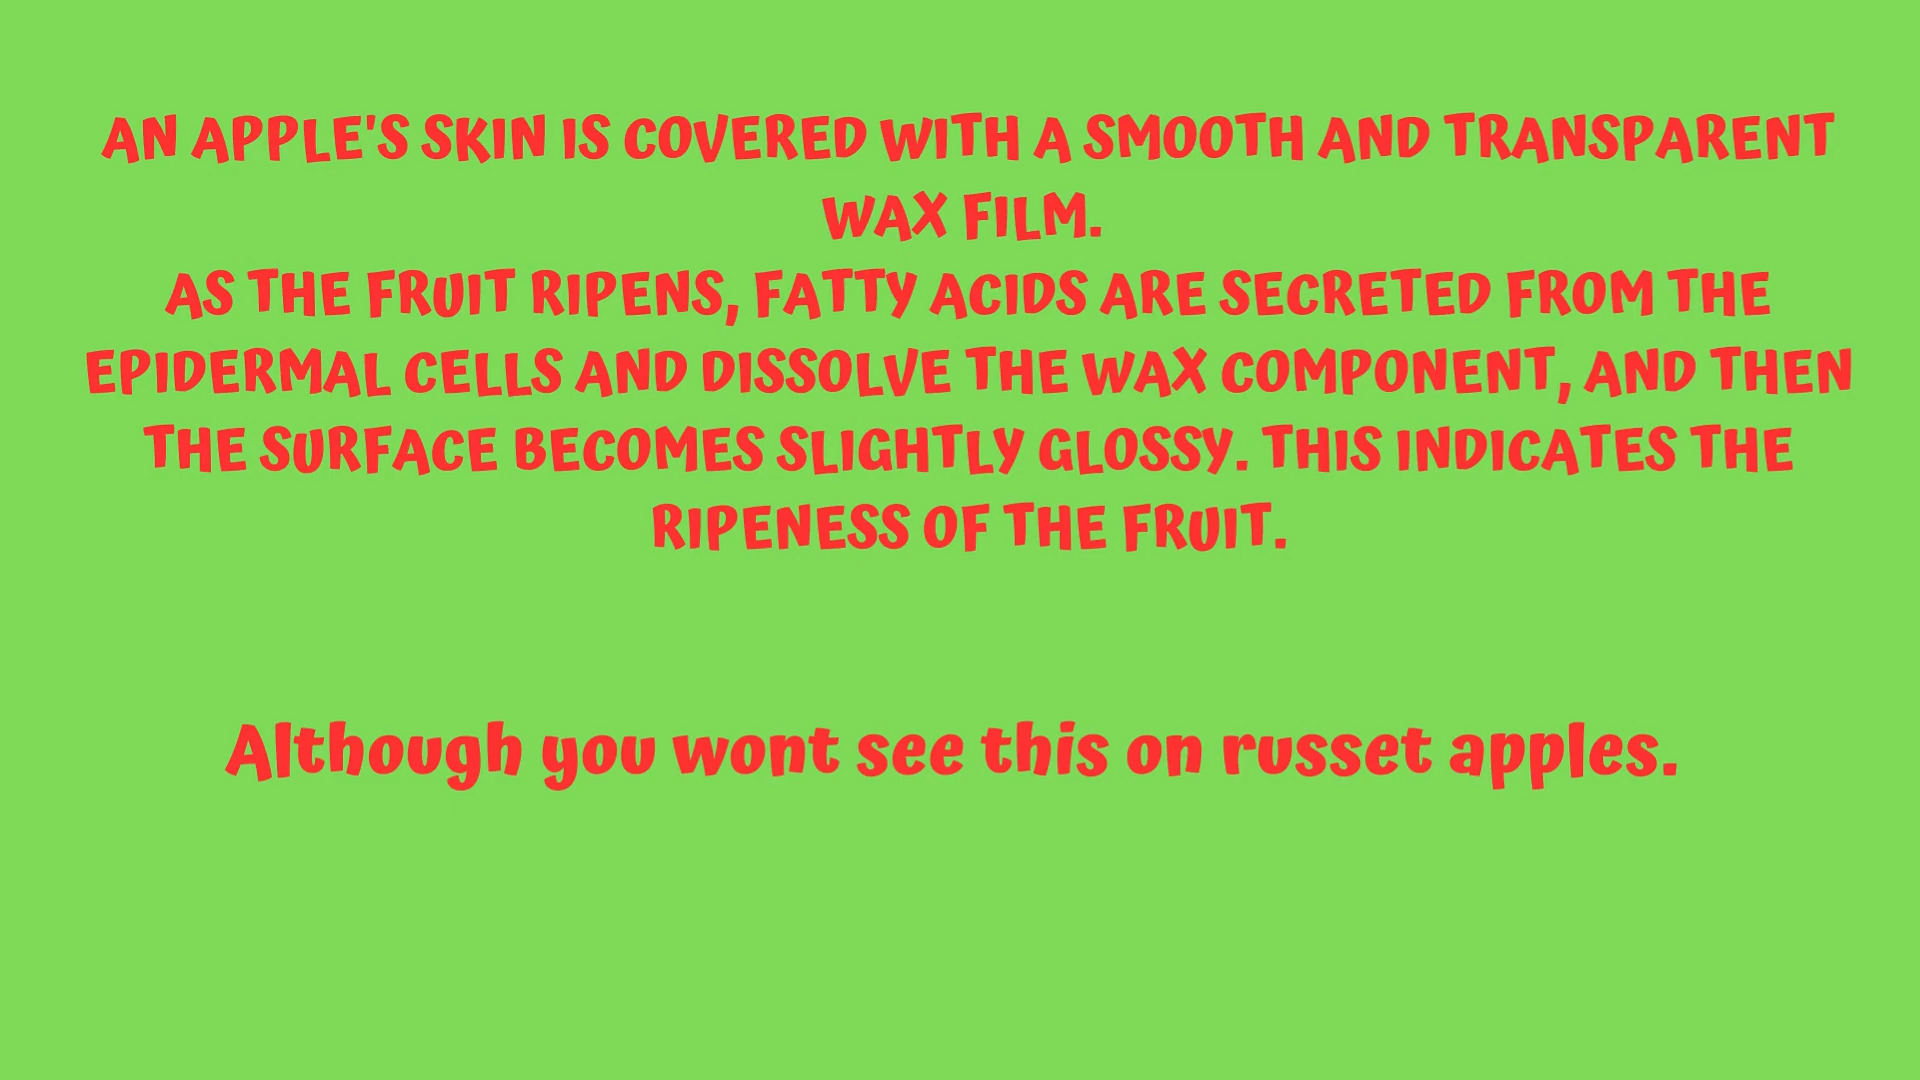 AN APPLE'S SKIN IS COVERED WITH A SMOOTH AND TRANSPARENT
WAX FILM.
AS THE FRUIT RIPENS, FATTY ACIDS ARE SECRETED FROM THE
EPIDERMAL CELLS AND DISSOLVE THE WAX COMPONENT, AND THEN
THE SURFACE BECOMES SLIGHTLY GLOSSY. THIS INDICATES THE
RIPENESS OF THE FRUIT.
Although you wont see this on russet apples.